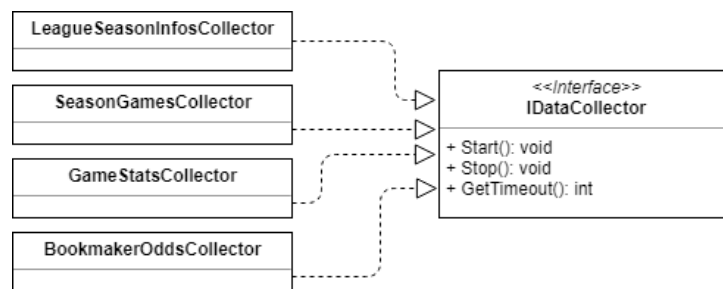 LeagueSeasonInfosCollector
SeasonGamesCollector
GameStatsCollector
BookmakerOddsCollector
<<Interface>>
IDataCollector
+ Start(): void
+ Stop(): void
+ GetTimeout(): int